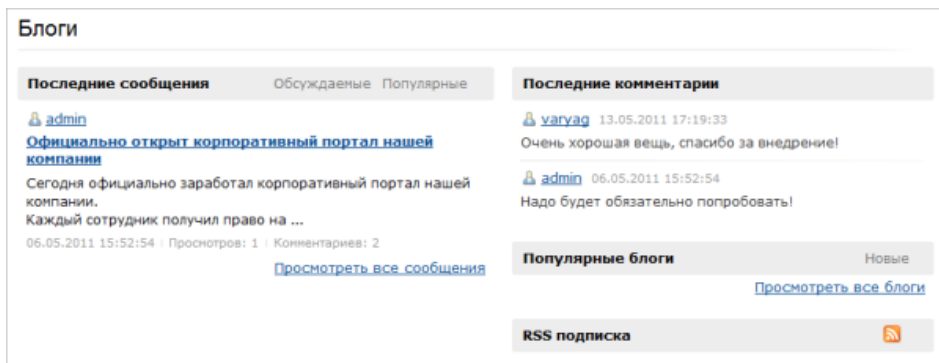 Блоги
Последние сообщения Обсуждаемые Популярные
admin
Официально открыт корпоративный портал нашей
компании
Сегодня официально заработал корпоративный портал нашей
компании.
Каждый сотрудник получил право на ...
06.05.2011 15:52:54 | Просмотров: 1 | Комментариев: 2
Просмотреть все сообщения
Последние комментарии
varyag 13.05.2011 17:19:33
Очень хорошая вещь, спасибо за внедрение!
admin 06.05.2011 15:52:54
Надо будет обязательно попробовать!
Популярные блоги Новые
Просмотреть все блоги
RSS подписка